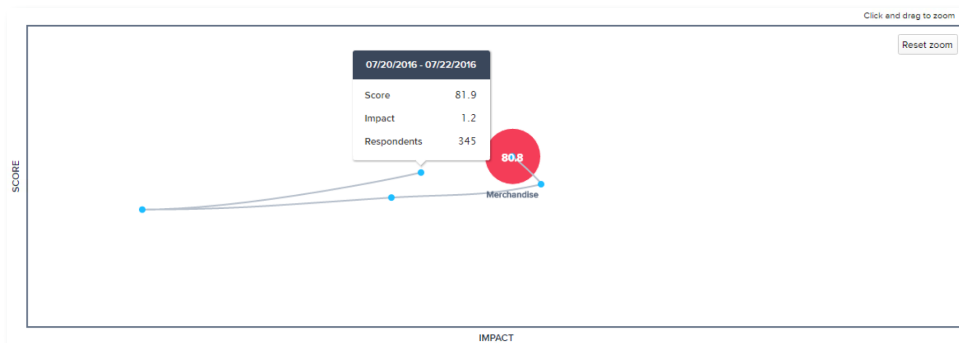 Click and drag to zoom
Reset zoom
07/20/2016 - 07/22/2016
Score 81.9
Impact 1.2
Respondents 345
80.8
Merchandise
SCORE
IMPACT